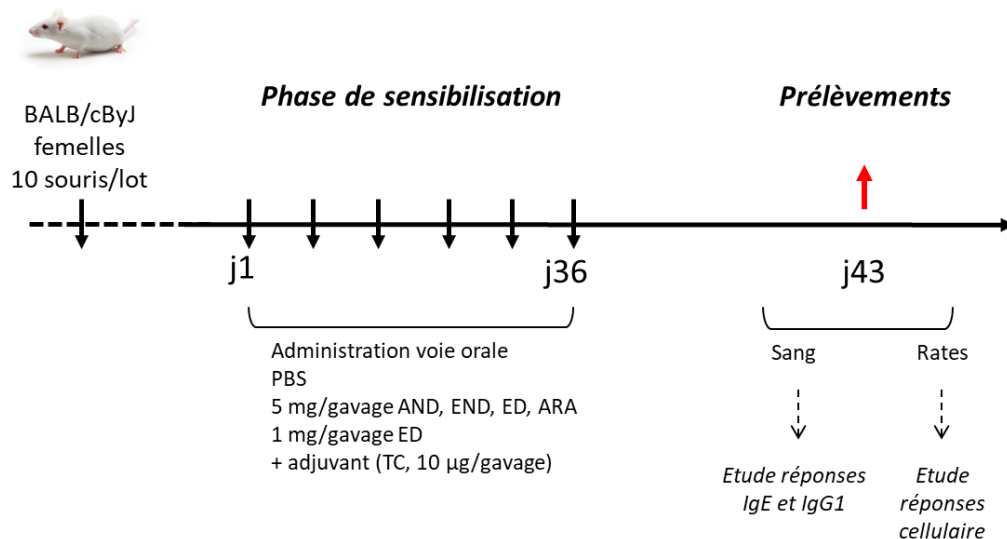 BALB/cByJ
femelles
10 souris/lot
Phase de sensibilisation
Prélèvements
j1
j36
j43
Administration voie orale
PBS
5 mg/gavage AND, END, ED, ARA
1 mg/gavage ED
+ adjuvant (TC, 10 µg/gavage)
Sang
Rates
Etude réponses
IgE et IgG1
Etude
réponses
cellulaire